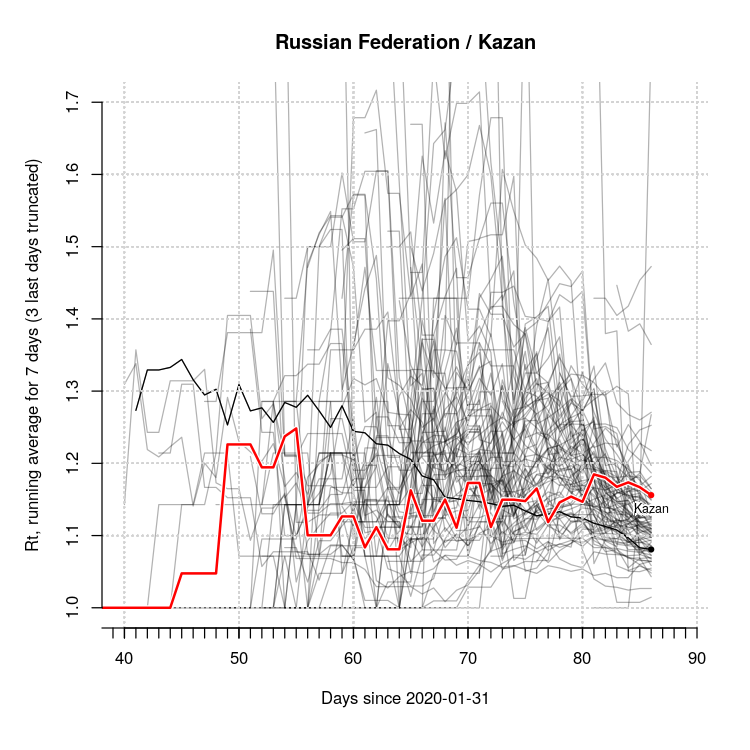 Russian Federation / Kazan
Rt, running average for 7 days (3 last days truncated)
1.7
1.6
1.5
1.4
1.3
1.2
1.1
1.0
Kazan
40 50 60 70 80 90
Days since 2020-01-31